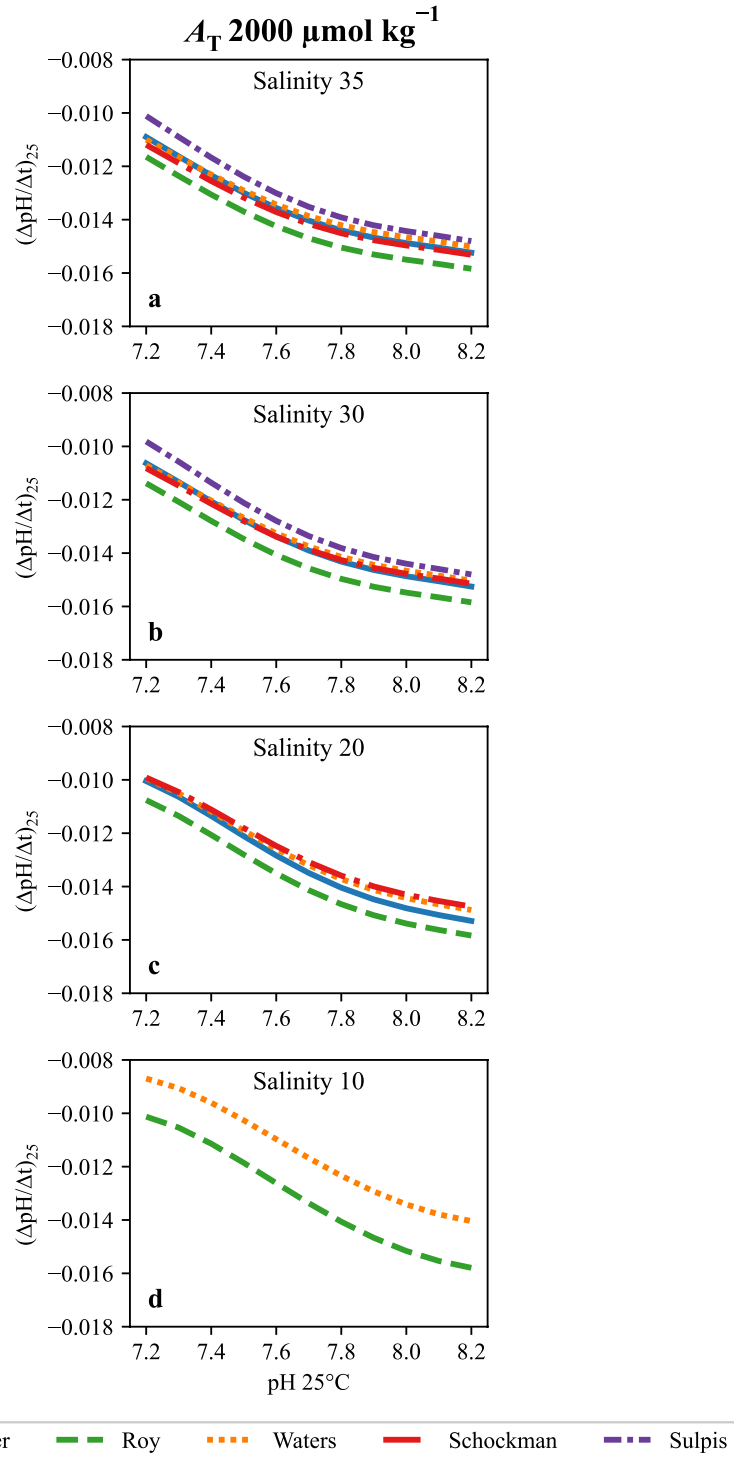 A_T 2000 µmol kg⁻¹
Salinity 35
−0.008
−0.010
−0.012
−0.014
−0.016
−0.018
(ΔpH/Δt)₂₅
a
7.2 7.4 7.6 7.8 8.0 8.2
Salinity 30
−0.008
−0.010
−0.012
−0.014
−0.016
−0.018
(ΔpH/Δt)₂₅
b
7.2 7.4 7.6 7.8 8.0 8.2
Salinity 20
−0.008
−0.010
−0.012
−0.014
−0.016
−0.018
(ΔpH/Δt)₂₅
c
7.2 7.4 7.6 7.8 8.0 8.2
Salinity 10
−0.008
−0.010
−0.012
−0.014
−0.016
−0.018
(ΔpH/Δt)₂₅
d
7.2 7.4 7.6 7.8 8.0 8.2
pH 25°C
er Roy Waters Schockman Sulpis